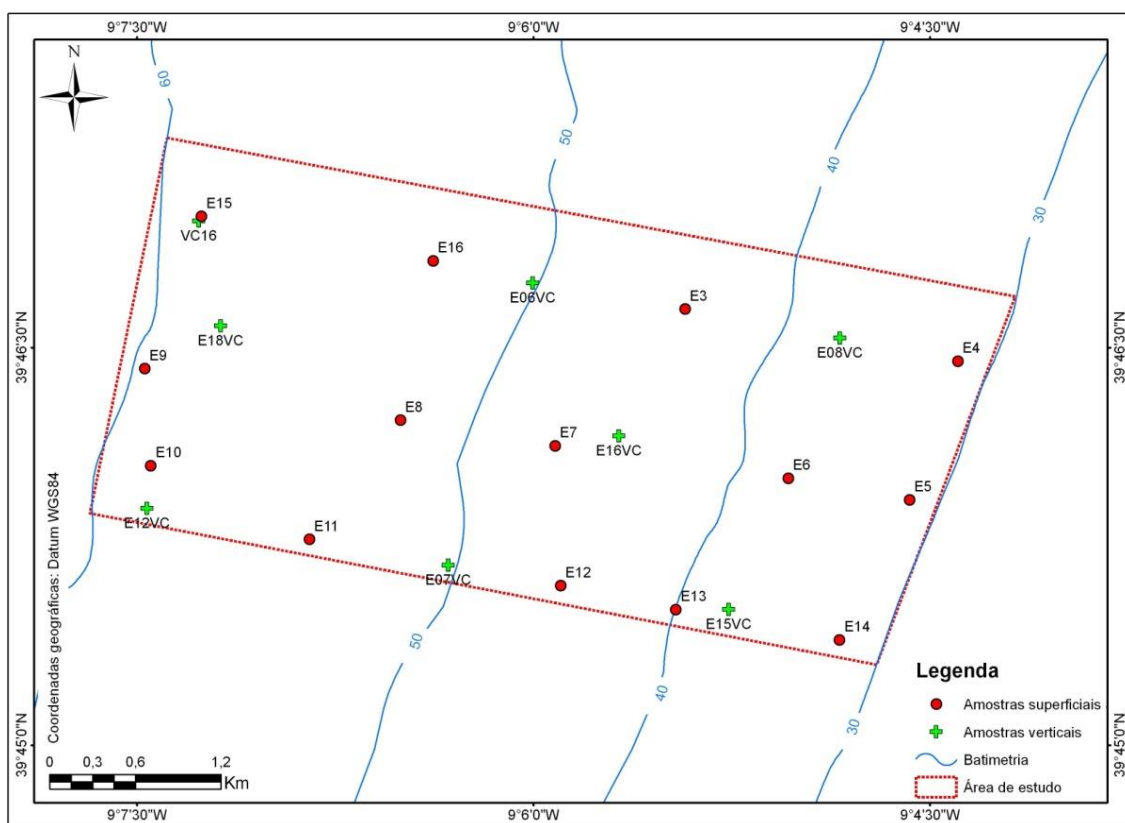 9°7'30"W
9°6'0"W
9°4'30"W
N
60
50
40
30
E15
VC16
E16
E06VC
E3
E18VC
E08VC
E4
39°46'30"N
39°46'30"N
E9
E8
E7
E16VC
E10
E6
E5
E12VC
E11
E07VC
E12
E13
E15VC
E14
50
40
30
Coordenadas geográficas: Datum WGS84
0 0,3 0,6 1,2
Km
Legenda
Amostras superficiais
Amostras verticais
Batimetria
Área de estudo
39°45'0"N
39°45'0"N
9°7'30"W
9°6'0"W
9°4'30"W